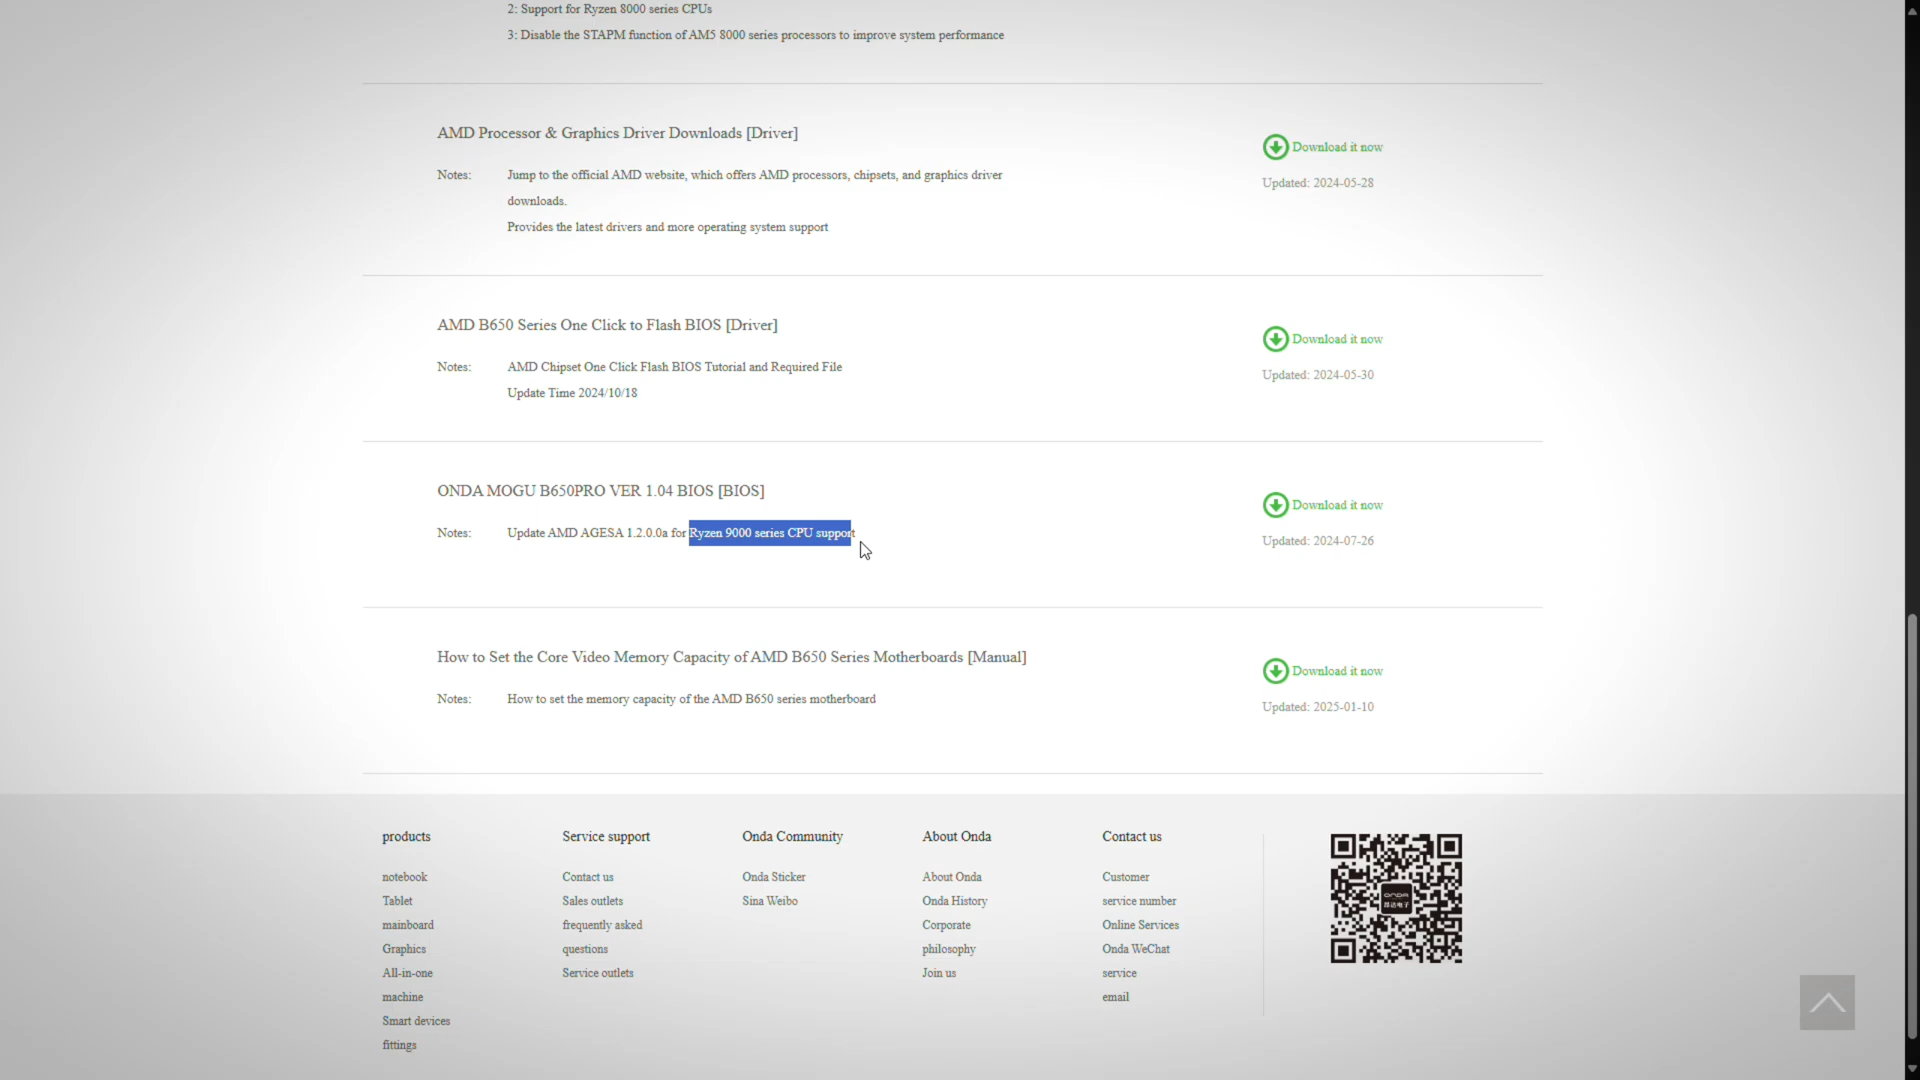 2: Support for Ryzen 8000 series CPUs
3: Disable the STAPM function of AM5 8000 series processors to improve system performance
AMD Processor & Graphics Driver Downloads [Driver]
Download it now
Notes: Jump to the official AMD website, which offers AMD processors, chipsets, and graphics driver
downloads.
Provides the latest drivers and more operating system support
Updated: 2024-05-28
AMD B650 Series One Click to Flash BIOS [Driver]
Download it now
Notes: AMD Chipset One Click Flash BIOS Tutorial and Required File
Update Time 2024/10/18
Updated: 2024-05-30
ONDA MOGU B650PRO VER 1.04 BIOS [BIOS]
Download it now
Notes: Update AMD AGESA 1.2.0.0a for Ryzen 9000 series CPU support
Updated: 2024-07-26
How to Set the Core Video Memory Capacity of AMD B650 Series Motherboards [Manual]
Download it now
Notes: How to set the memory capacity of the AMD B650 series motherboard
Updated: 2025-01-10
products
notebook
Tablet
mainboard
Graphics
All-in-one
machine
Smart devices
fittings
Service support
Contact us
Sales outlets
frequently asked
questions
Service outlets
Onda Community
Onda Sticker
Sina Weibo
About Onda
About Onda
Onda History
Corporate
philosophy
Join us
Contact us
Customer
service number
Online Services
Onda WeChat
service
email
ONDA
昂达电子